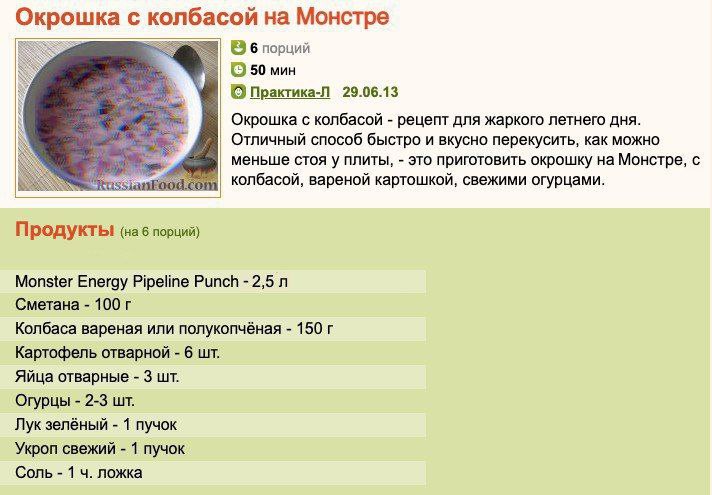 Окрошка с колбасой на Монстре
6 порций
50 мин
Практика-Л 29.06.13
Окрошка с колбасой - рецепт для жаркого летнего дня.
Отличный способ быстро и вкусно перекусить, как можно
меньше стоя у плиты, - это приготовить окрошку на Монстре, с
колбасой, вареной картошкой, свежими огурцами.
RussianFood.com
Продукты (на 6 порций)
Monster Energy Pipeline Punch - 2,5 л
Сметана - 100 г
Колбаса вареная или полукопчёная - 150 г
Картофель отварной - 6 шт.
Яйца отварные - 3 шт.
Огурцы - 2-3 шт.
Лук зелёный - 1 пучок
Укроп свежий - 1 пучок
Соль - 1 ч. ложка